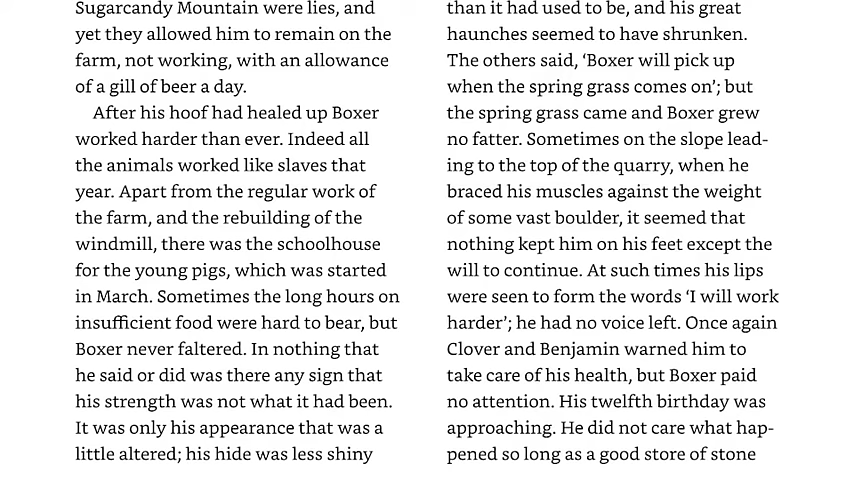 Sugarcandy Mountain were lies, and
yet they allowed him to remain on the
farm, not working, with an allowance
of a gill of beer a day.
After his hoof had healed up Boxer
worked harder than ever. Indeed all
the animals worked like slaves that
year. Apart from the regular work of
the farm, and the rebuilding of the
windmill, there was the schoolhouse
for the young pigs, which was started
in March. Sometimes the long hours on
insufficient food were hard to bear, but
Boxer never faltered. In nothing that
he said or did was there any sign that
his strength was not what it had been.
It was only his appearance that was a
little altered; his hide was less shiny
than it had used to be, and his great
haunches seemed to have shrunken.
The others said, ‘Boxer will pick up
when the spring grass comes on’; but
the spring grass came and Boxer grew
no fatter. Sometimes on the slope lead-
ing to the top of the quarry, when he
braced his muscles against the weight
of some vast boulder, it seemed that
nothing kept him on his feet except the
will to continue. At such times his lips
were seen to form the words ‘I will work
harder’; he had no voice left. Once again
Clover and Benjamin warned him to
take care of his health, but Boxer paid
no attention. His twelfth birthday was
approaching. He did not care what hap-
pened so long as a good store of stone